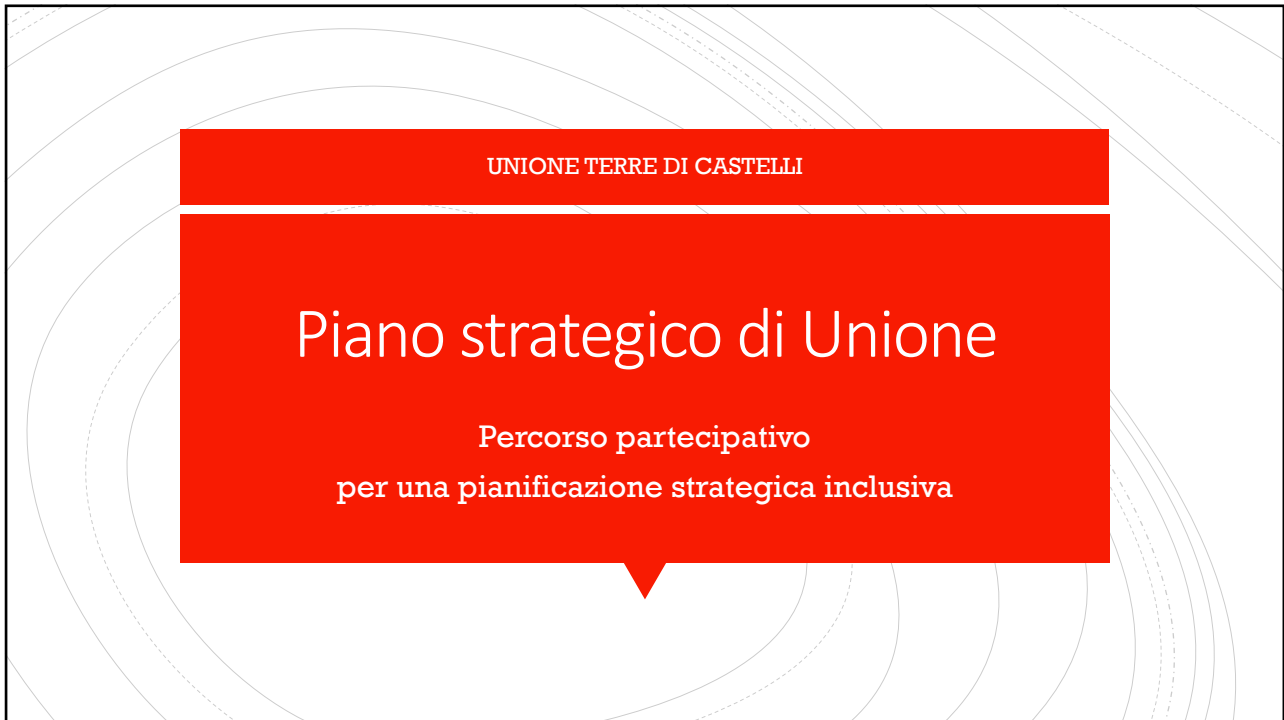 UNIONE TERRE DI CASTELLI
Piano strategico di Unione
Percorso partecipativo
per una pianificazione strategica inclusiva